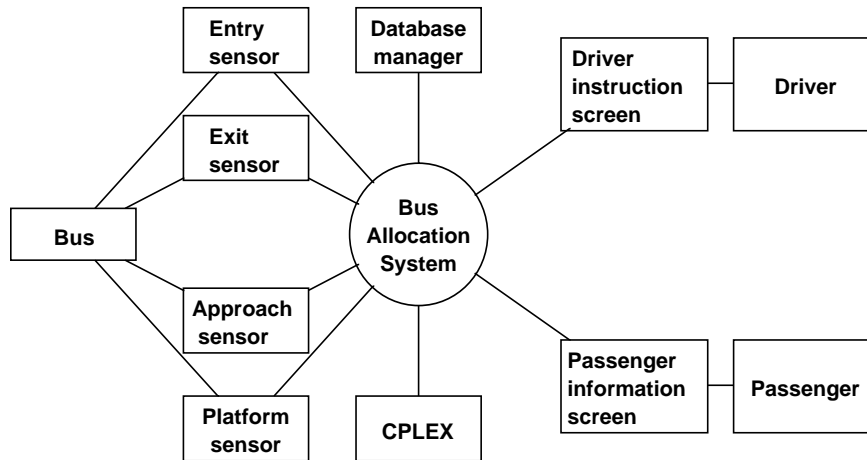 Entry
sensor
Database
manager
Driver
instruction
screen
Driver
Exit
sensor
Bus
Bus
Allocation
System
Approach
sensor
Passenger
information
screen
Passenger
Platform
sensor
CPLEX